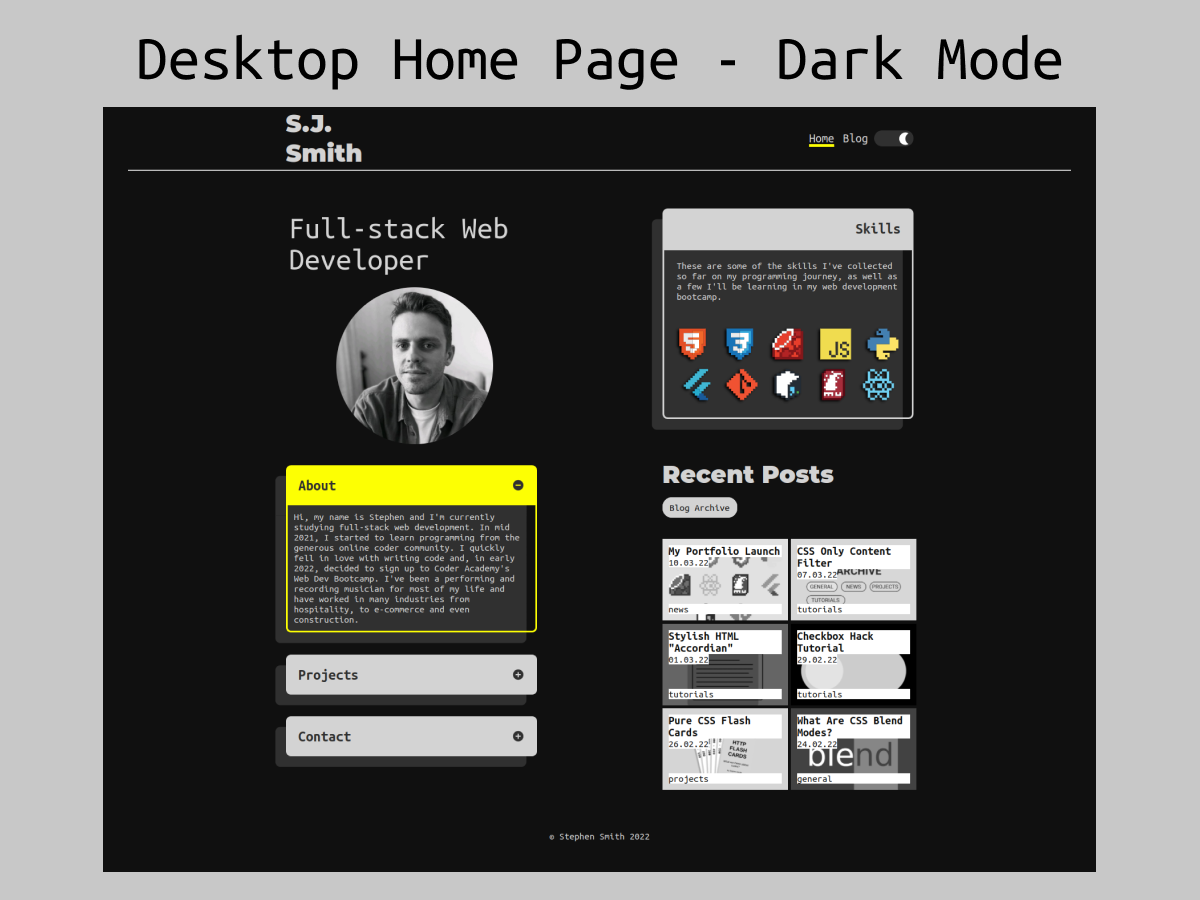 Desktop Home Page - Dark Mode
S.J.
Smith
Home Blog
Full-stack Web
Developer
About
Hi, my name is Stephen and I'm currently
studying full-stack web development. In mid
2021, I started to learn programming from the
generous online coder community. I quickly
fell in love with writing code and, in early
2022, decided to sign up to Coder Academy's
Web Dev Bootcamp. I've been a performing and
recording musician for most of my life and
have worked in many industries from
hospitality, to e-commerce and even
construction.
Projects
Contact
Skills
These are some of the skills I've collected
so far on my programming journey, as well as
a few I'll be learning in my web development
bootcamp.
5
3
JS
mu
Recent Posts
Blog Archive
My Portfolio Launch
10.03.22
news
CSS Only Content
Filter
07.03.22
ARCHIVE
GENERAL NEWS PROJECTS
TUTORIALS
tutorials
Stylish HTML
"Accordian"
01.03.22
tutorials
Checkbox Hack
Tutorial
29.02.22
tutorials
Pure CSS Flash
Cards
26.02.22
HTTP
FLASH
CARDS
projects
What Are CSS Blend
Modes?
24.02.22
blend
general
© Stephen Smith 2022